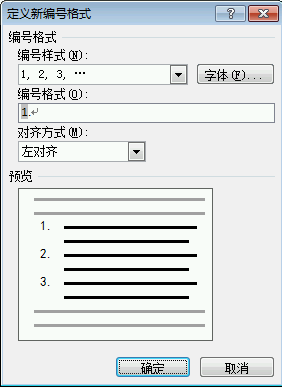 定义新编号格式
编号格式
编号样式(N):
1, 2, 3, …
字体(F)...
编号格式(O):
1.
对齐方式(M):
左对齐
预览
1.
2.
3.
确定 取消